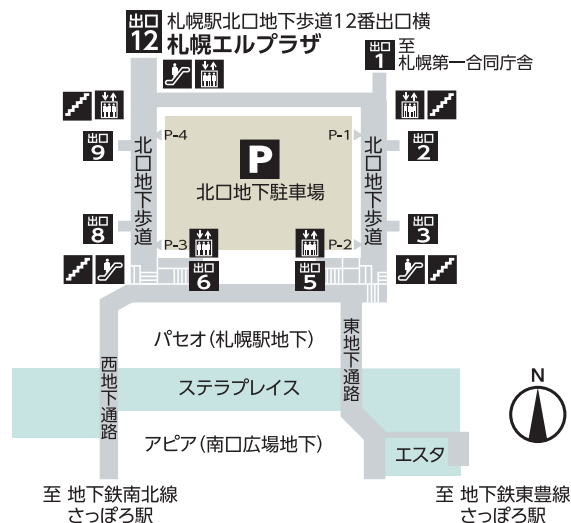 出口
12
札幌駅北口地下歩道12番出口横
札幌エルプラザ
出口
1
至
札幌第一合同庁舎
出口
9
P-4
P-1
出口
2
北口地下歩道
P
北口地下駐車場
北口地下歩道
出口
8
P-3
P-2
出口
3
出口
6
出口
5
パセオ(札幌駅地下)
西地下通路
東地下通路
ステラプレイス
N
アピア(南口広場地下)
エスタ
至 地下鉄南北線
さっぽろ駅
至 地下鉄東豊線
さっぽろ駅